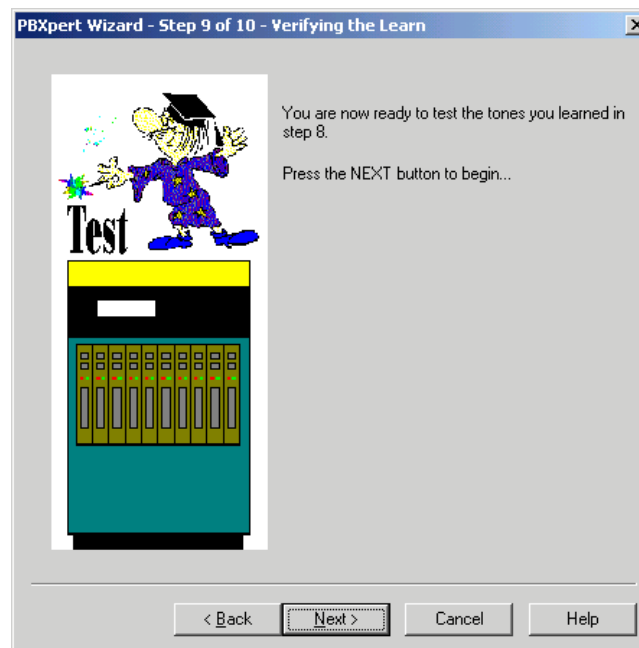 PBXpert Wizard - Step 9 of 10 - Verifying the Learn
You are now ready to test the tones you learned in
step 8.
Press the NEXT button to begin...
Test
< Back
Next >
Cancel
Help